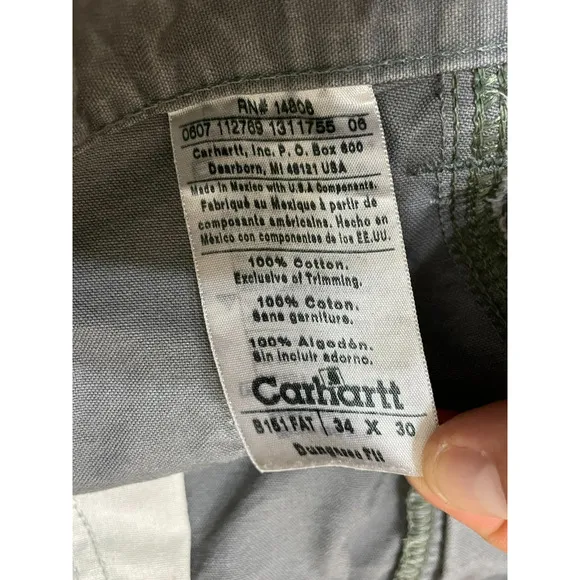 RN# 14806
0607 112769 1311755 06
Carhartt, Inc. P. O. Box 600
Dearborn, MI 48121 USA
Made in Mexico with U.S.A Components.
Fabriqué au Mexique à partir de
composants américains. Hecho en
México con componentes de los EE.UU.
100% Cotton.
Exclusive of Trimming.
100% Coton.
Sans garniture.
100% Algodón.
Sin incluir adorno.
Carhartt
B151 FAT 34 X 30
Dungaree Fit